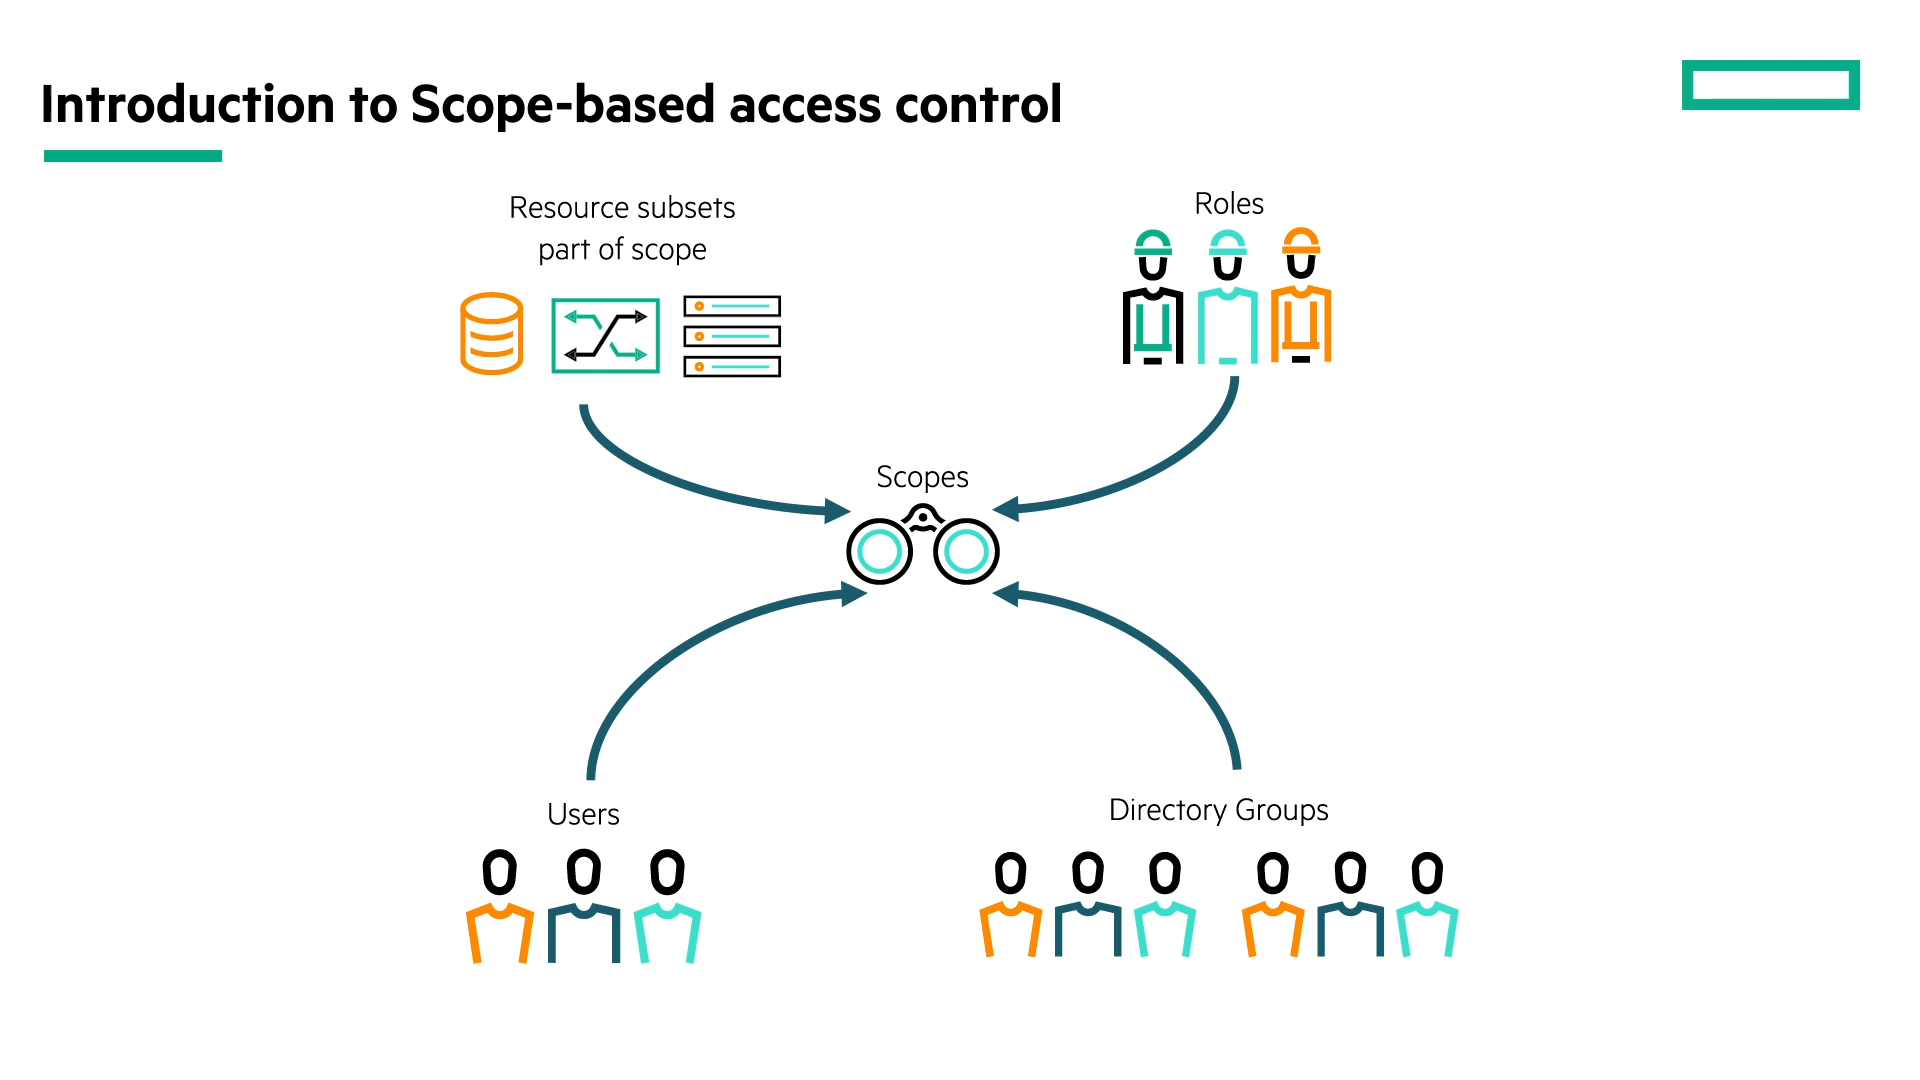 Introduction to Scope-based access control
Resource subsets
part of scope
Roles
Scopes
Users
Directory Groups